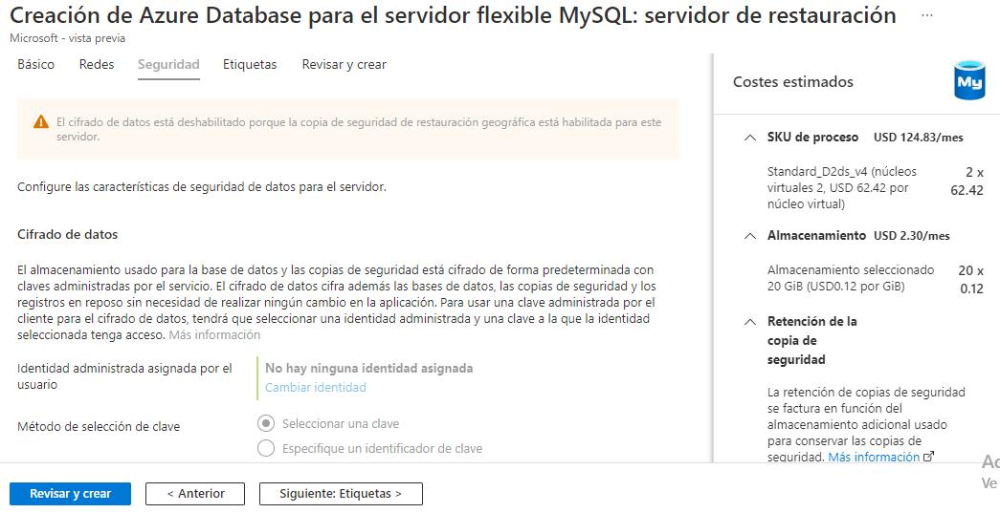 Creación de Azure Database para el servidor flexible MySQL: servidor de restauración ...
Microsoft - vista previa
Básico Redes Seguridad Etiquetas Revisar y crear
El cifrado de datos está deshabilitado porque la copia de seguridad de restauración geográfica está habilitada para este
servidor.
Configure las características de seguridad de datos para el servidor.
Cifrado de datos
El almacenamiento usado para la base de datos y las copias de seguridad está cifrado de forma predeterminada con
claves administradas por el servicio. El cifrado de datos cifra además las bases de datos, las copias de seguridad y los
registros en reposo sin necesidad de realizar ningún cambio en la aplicación. Para usar una clave administrada por el
cliente para el cifrado de datos, tendrá que seleccionar una identidad administrada y una clave a la que la identidad
seleccionada tenga acceso. Más información
Identidad administrada asignada por el
usuario
No hay ninguna identidad asignada
Cambiar identidad
Método de selección de clave
Seleccionar una clave
Especifique un identificador de clave
Revisar y crear
< Anterior
Siguiente: Etiquetas >
Costes estimados
My
SKU de proceso USD 124.83/mes
Standard_D2ds_v4 (núcleos
virtuales 2, USD 62.42 por
núcleo virtual)
2 x
62.42
Almacenamiento USD 2.30/mes
Almacenamiento seleccionado
20 GiB (USD0.12 por GiB)
20 x
0.12
Retención de la
copia de
seguridad
La retención de copias de seguridad
se factura en función del
almacenamiento adicional usado
para conservar las copias de
seguridad. Más información
Ve